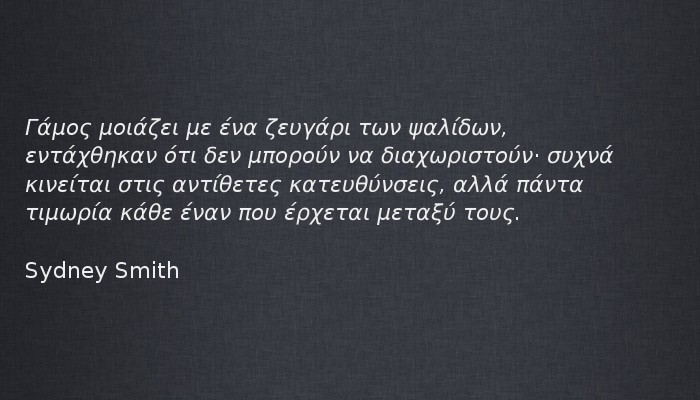 Γάμος μοιάζει με ένα ζευγάρι των ψαλίδων,
εντάχθηκαν ότι δεν μπορούν να διαχωριστούν· συχνά
κινείται στις αντίθετες κατευθύνσεις, αλλά πάντα
τιμωρία κάθε έναν που έρχεται μεταξύ τους.
Sydney Smith